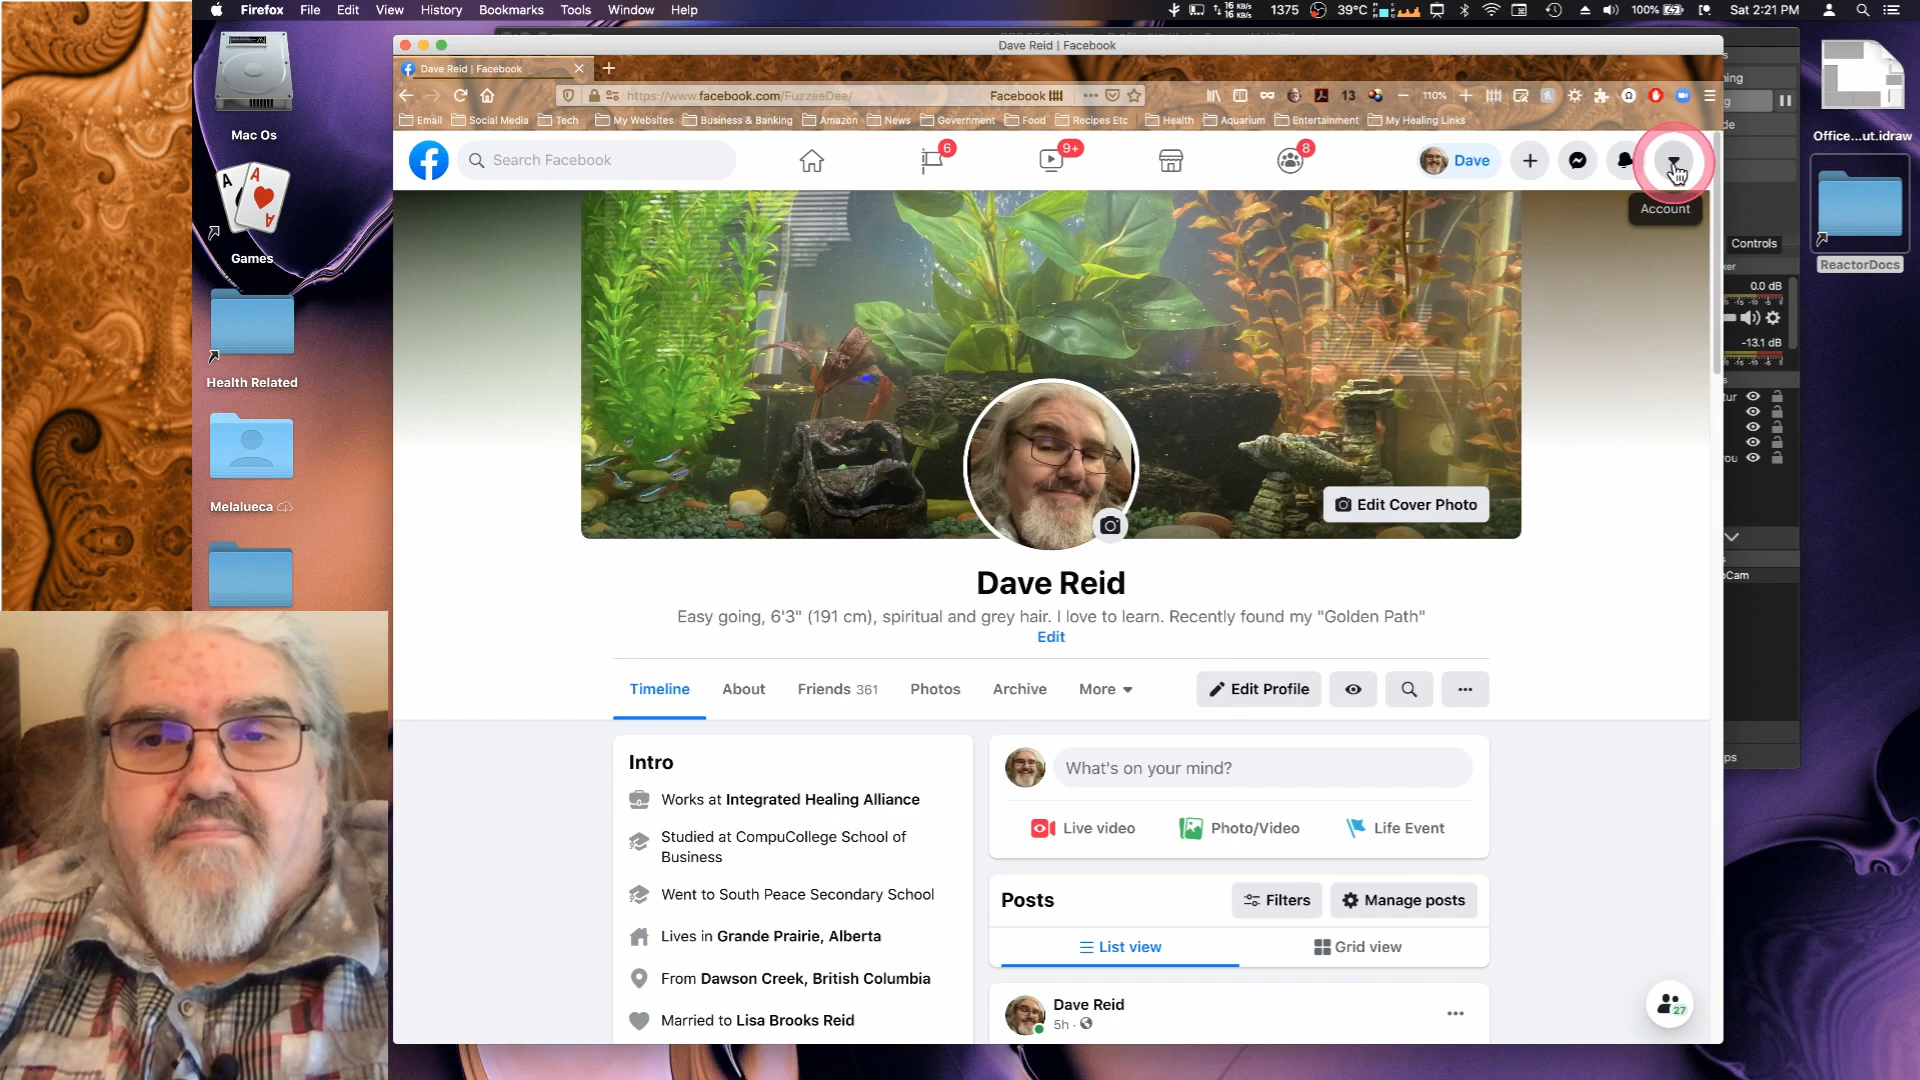 Firefox File Edit View History Bookmarks Tools Window Help
16 KB/s
16 KB/s
1375
39°C
100%
Sat 2:21 PM
Mac Os
Games
Health Related
Melalueca
Office...ut.idraw
ReactorDocs
Dave Reid | Facebook
Dave Reid | Facebook
https://www.facebook.com/FuzzeeDee/
Facebook
13
110%
Email Social Media Tech My Websites Business & Banking Amazon News Government Food Recipes Etc Health Aquarium Entertainment My Healing Links
Search Facebook
6
9+
8
Dave
Account
Edit Cover Photo
Dave Reid
Easy going, 6'3" (191 cm), spiritual and grey hair. I love to learn. Recently found my "Golden Path"
Edit
Timeline About Friends 361 Photos Archive More
Edit Profile
Intro
Works at Integrated Healing Alliance
Studied at CompuCollege School of
Business
Went to South Peace Secondary School
Lives in Grande Prairie, Alberta
From Dawson Creek, British Columbia
Married to Lisa Brooks Reid
What's on your mind?
Live video Photo/Video Life Event
Posts
Filters
Manage posts
List view
Grid view
Dave Reid
5h ·
27
Controls
0.0 dB
-13.1 dB